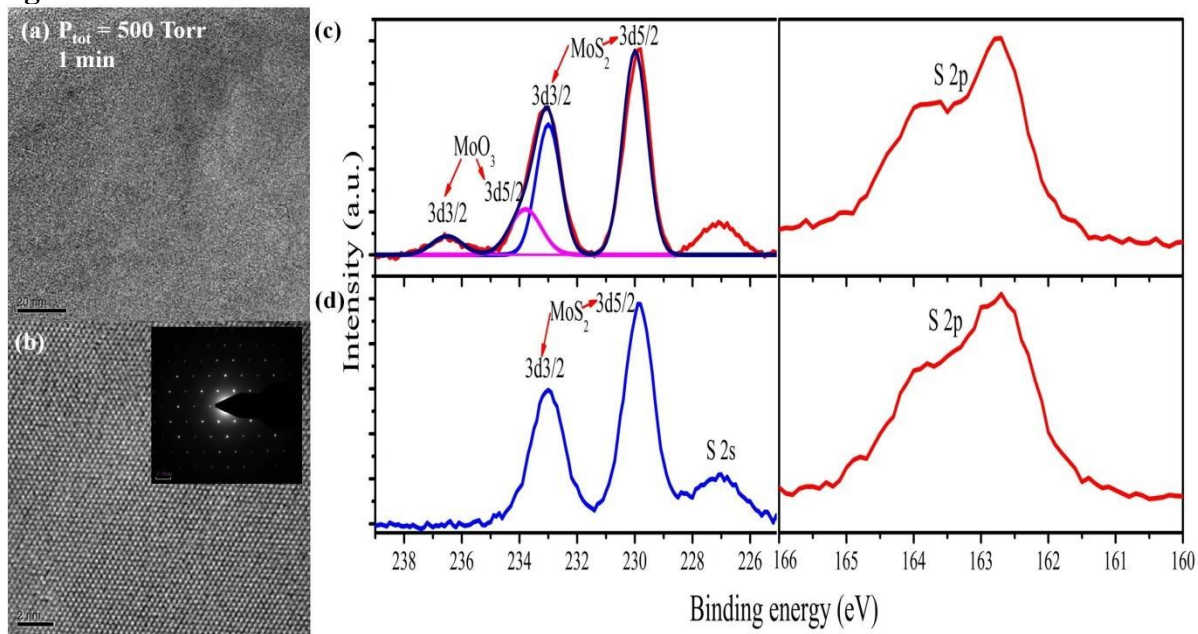 (a) P_tot = 500 Torr
1 min
20 nm
(b)
2 nm
(c)
3d5/2
MoS2
3d3/2
MoO3
3d5/2
3d3/2
S 2p
(d)
3d5/2
MoS2
3d3/2
S 2s
S 2p
Intensity (a.u.)
238 236 234 232 230 228 226
166 165 164 163 162 161 160
Binding energy (eV)